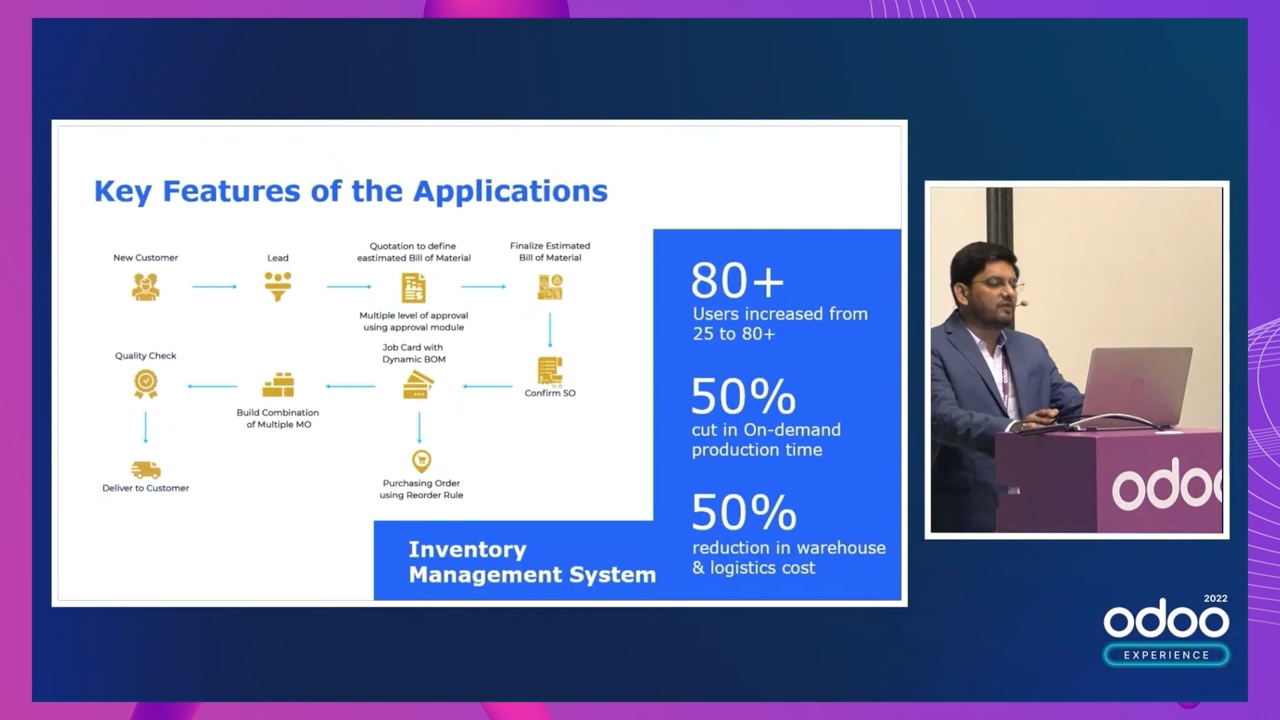 Key Features of the Applications
New Customer
Lead
Quotation to define
eastimated Bill of Material
Finalize Estimated
Bill of Material
Multiple level of approval
using approval module
Quality Check
Build Combination
of Multiple MO
Job Card with
Dynamic BOM
Confirm SO
Deliver to Customer
Purchasing Order
using Reorder Rule
Inventory
Management System
80+
Users increased from
25 to 80+
50%
cut in On-demand
production time
50%
reduction in warehouse
& logistics cost
odoo
2022
odoo
EXPERIENCE